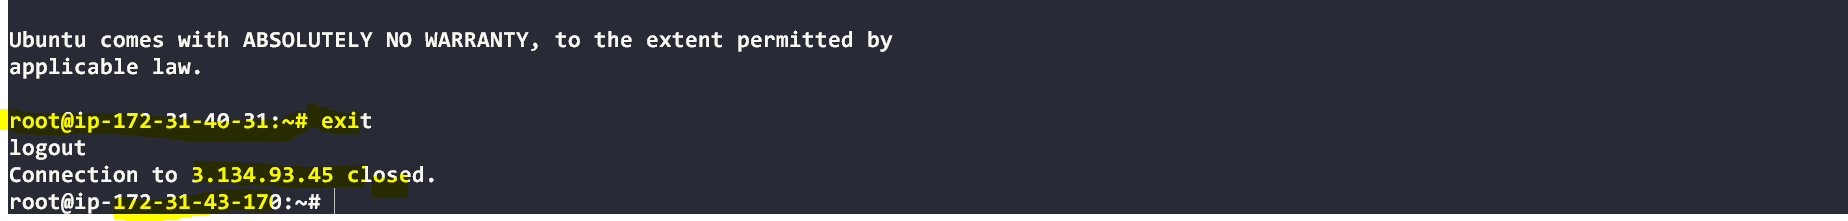 Ubuntu comes with ABSOLUTELY NO WARRANTY, to the extent permitted by
applicable law.
root@ip-172-31-40-31:~# exit
logout
Connection to 3.134.93.45 closed.
root@ip-172-31-43-170:~#